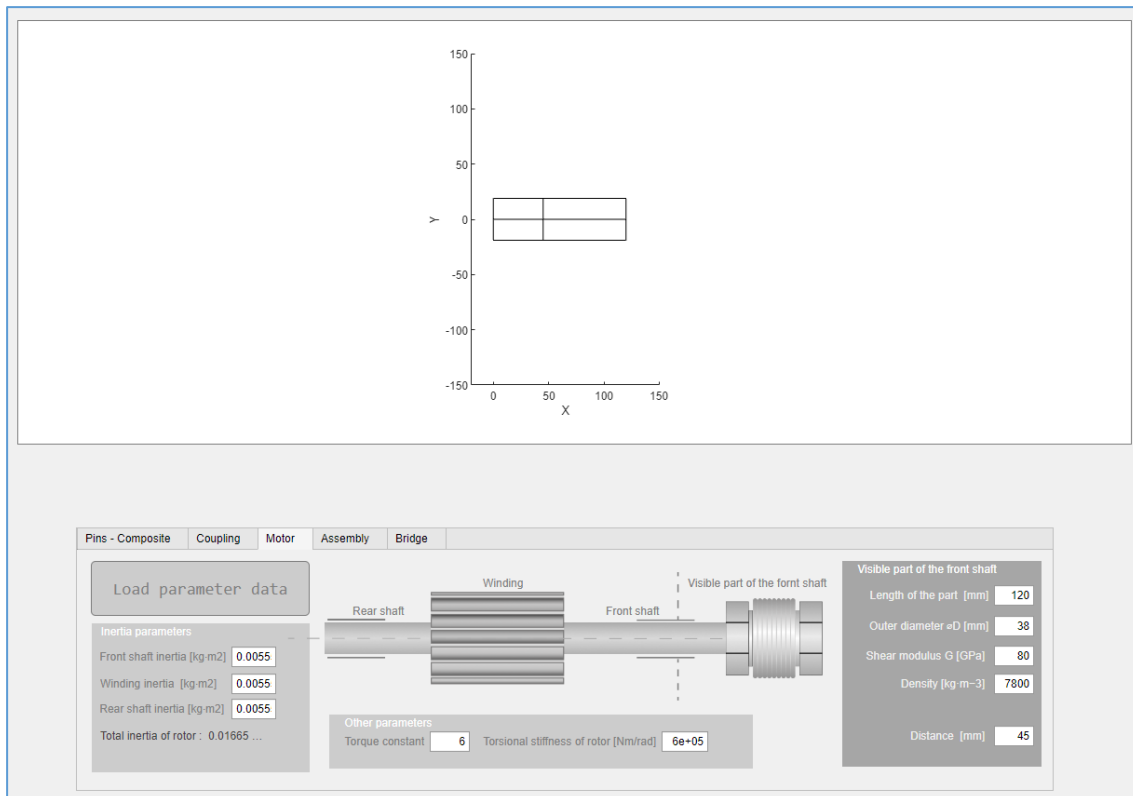 150
100
50
0
-50
-100
-150
Y
0 50 100 150
X
Pins - Composite Coupling Motor Assembly Bridge
Load parameter data
Inertia parameters
Front shaft inertia [kg·m2] 0.0055
Winding inertia [kg·m2] 0.0055
Rear shaft inertia [kg·m2] 0.0055
Total inertia of rotor : 0.01665 ...
Winding
Visible part of the fornt shaft
Rear shaft
Front shaft
Other parameters
Torque constant 6 Torsional stiffness of rotor [Nm/rad] 6e+05
Visible part of the front shaft
Length of the part [mm] 120
Outer diameter øD [mm] 38
Shear modulus G [GPa] 80
Density [kg·m−3] 7800
Distance [mm] 45